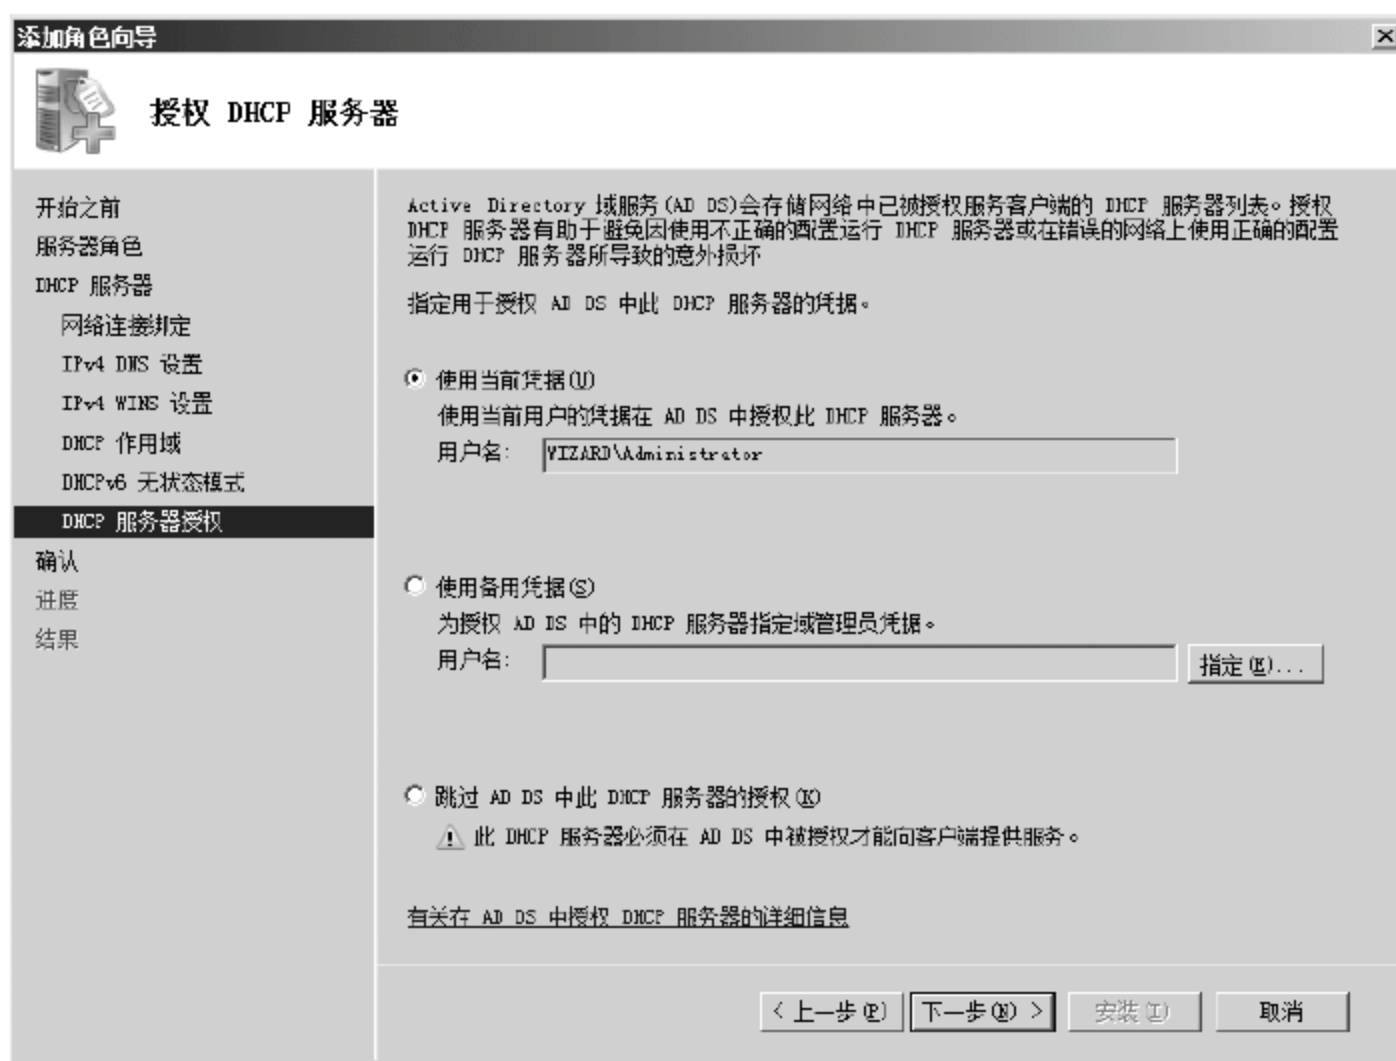 添加角色向导
授权 DHCP 服务器
开始之前
服务器角色
DHCP 服务器
网络连接绑定
IPv4 DNS 设置
IPv4 WINS 设置
DHCP 作用域
DHCPv6 无状态模式
DHCP 服务器授权
确认
进度
结果
Active Directory 域服务(AD DS)会存储网络中已被授权服务客户端的 DHCP 服务器列表。授权
DHCP 服务器有助于避免因使用不正确的配置运行 DHCP 服务器或在错误的网络上使用正确的配置
运行 DHCP 服务器所导致的意外损坏
指定用于授权 AD DS 中此 DHCP 服务器的凭据。
使用当前凭据(U)
使用当前用户的凭据在 AD DS 中授权此 DHCP 服务器。
用户名: WIZARD\Administrator
使用备用凭据(S)
为授权 AD DS 中的 DHCP 服务器指定域管理员凭据。
用户名: 指定(E)...
跳过 AD DS 中此 DHCP 服务器的授权(K)
此 DHCP 服务器必须在 AD DS 中被授权才能向客户端提供服务。
有关在 AD DS 中授权 DHCP 服务器的详细信息
< 上一步(P) 下一步(N) > 安装(I) 取消